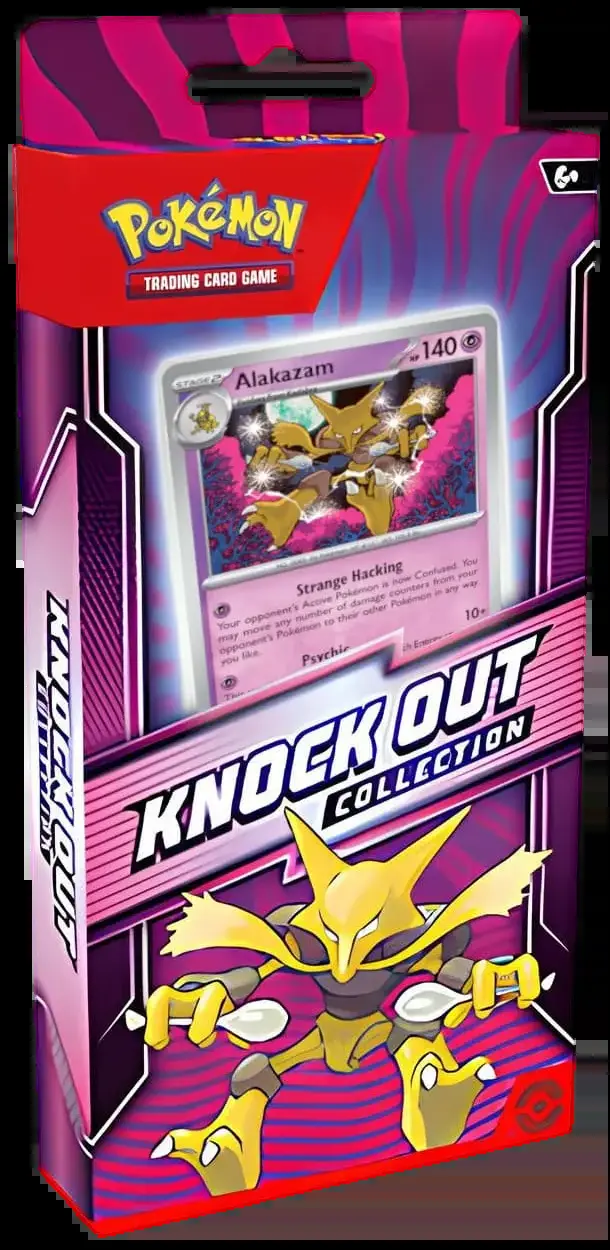 POKÉMON
TRADING CARD GAME
6+
STAGE 2
Alakazam
HP 140
Strange Hacking
Your opponent's Active Pokémon is now Confused. You
may move any number of damage counters from your
opponent's Pokémon to their other Pokémon in any way
you like.
Psychic
10+
KNOCK OUT
COLLECTION
KNOCK OUT
COLLECTION